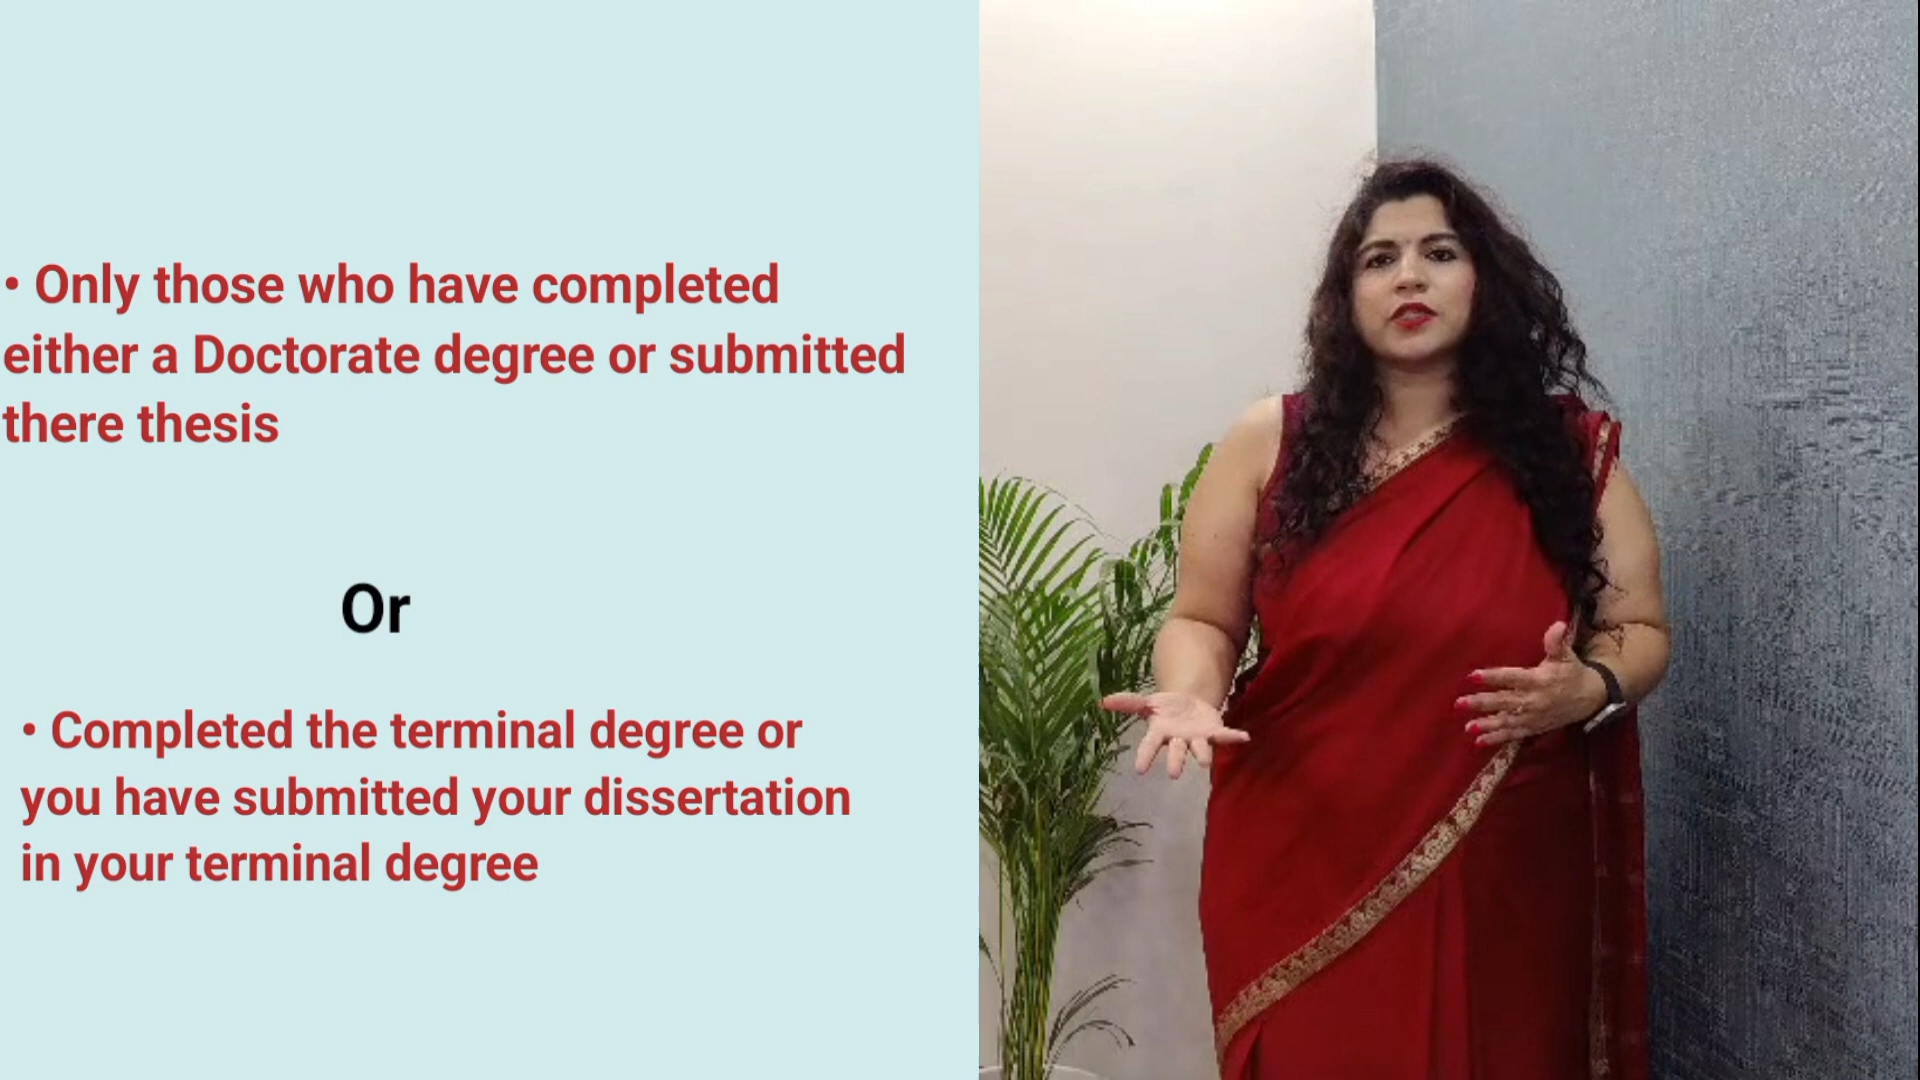 • Only those who have completed
either a Doctorate degree or submitted
there thesis
Or
• Completed the terminal degree or
you have submitted your dissertation
in your terminal degree